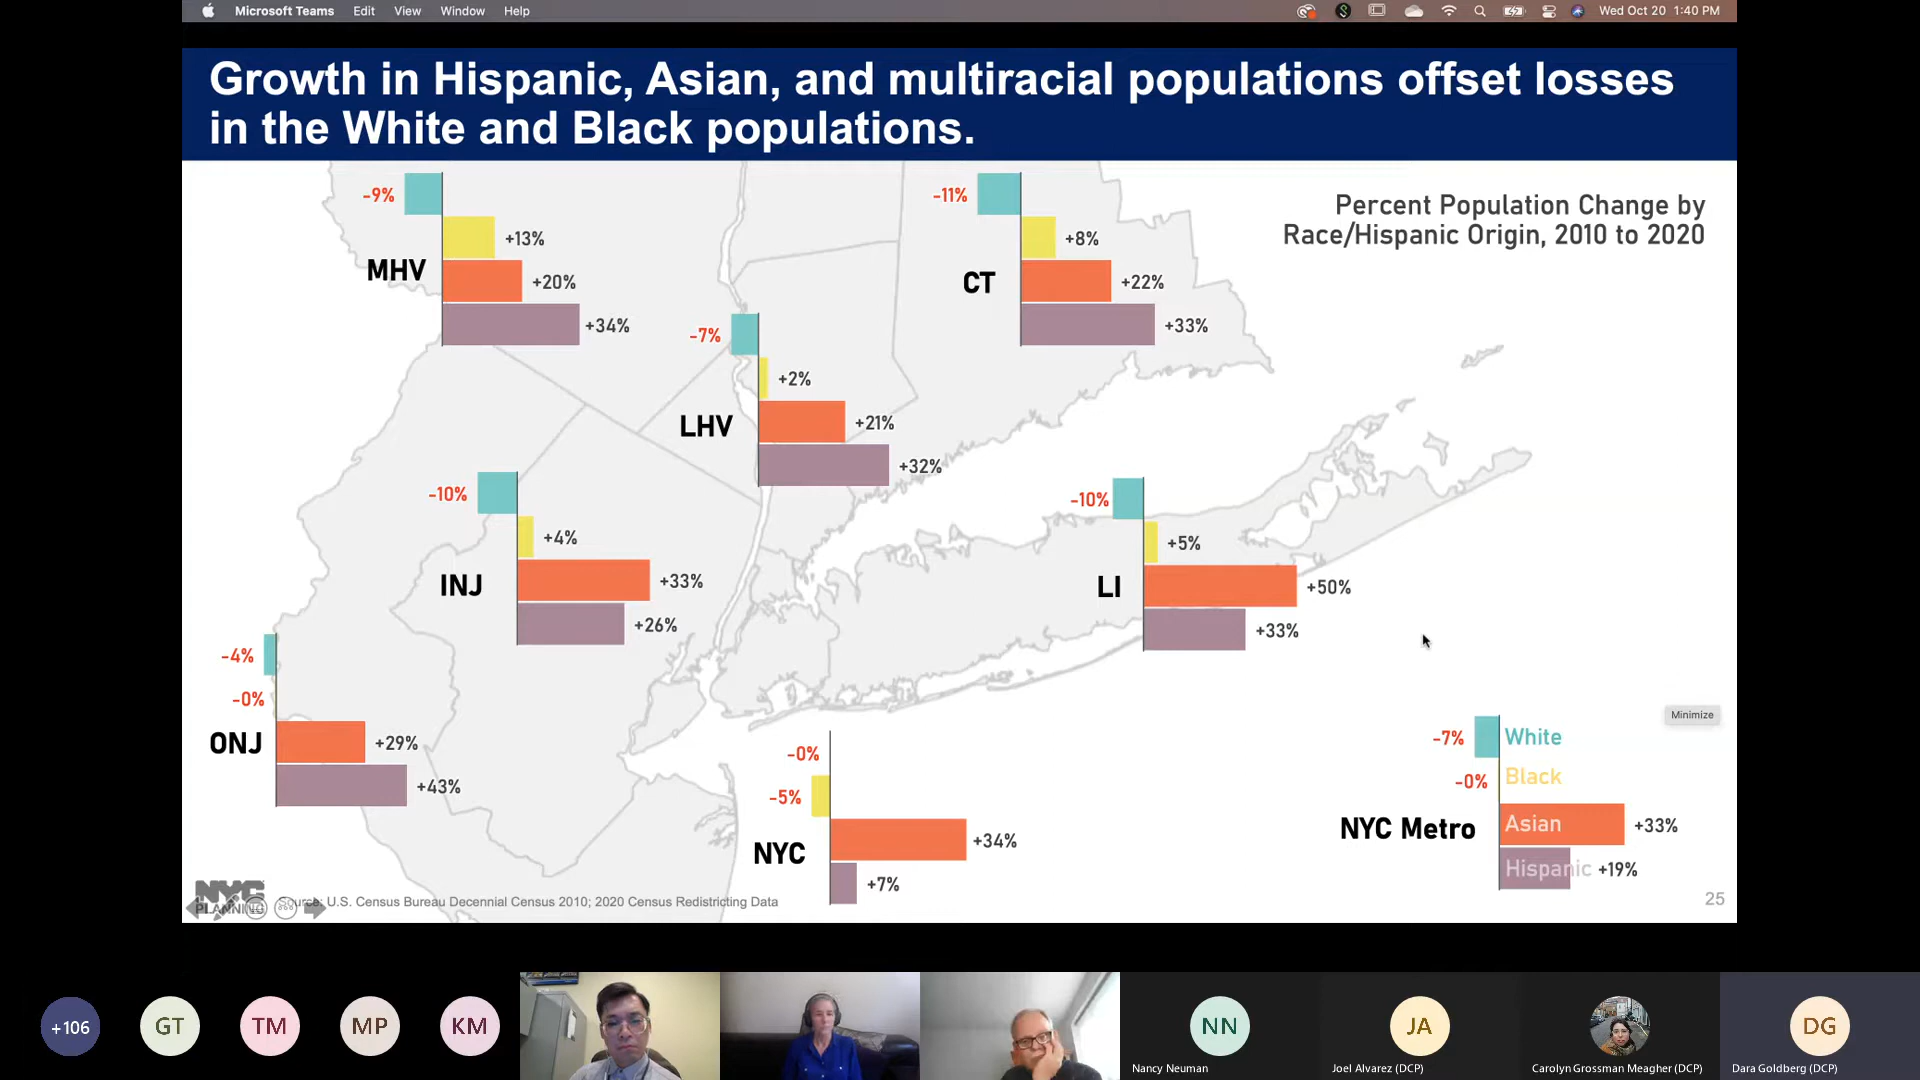 Microsoft Teams Edit View Window Help Wed Oct 20 1:40 PM
Growth in Hispanic, Asian, and multiracial populations offset losses
in the White and Black populations.
Percent Population Change by
Race/Hispanic Origin, 2010 to 2020
MHV
-9%
+13%
+20%
+34%
CT
-11%
+8%
+22%
+33%
LHV
-7%
+2%
+21%
+32%
INJ
-10%
+4%
+33%
+26%
LI
-10%
+5%
+50%
+33%
ONJ
-4%
-0%
+29%
+43%
NYC
-0%
-5%
+34%
+7%
Minimize
NYC Metro
-7% White
-0% Black
Asian +33%
Hispanic +19%
NYC
PLANNING
Source: U.S. Census Bureau Decennial Census 2010; 2020 Census Redistricting Data
25
+106
GT
TM
MP
KM
NN
Nancy Neuman
JA
Joel Alvarez (DCP)
Carolyn Grossman Meagher (DCP)
DG
Dara Goldberg (DCP)